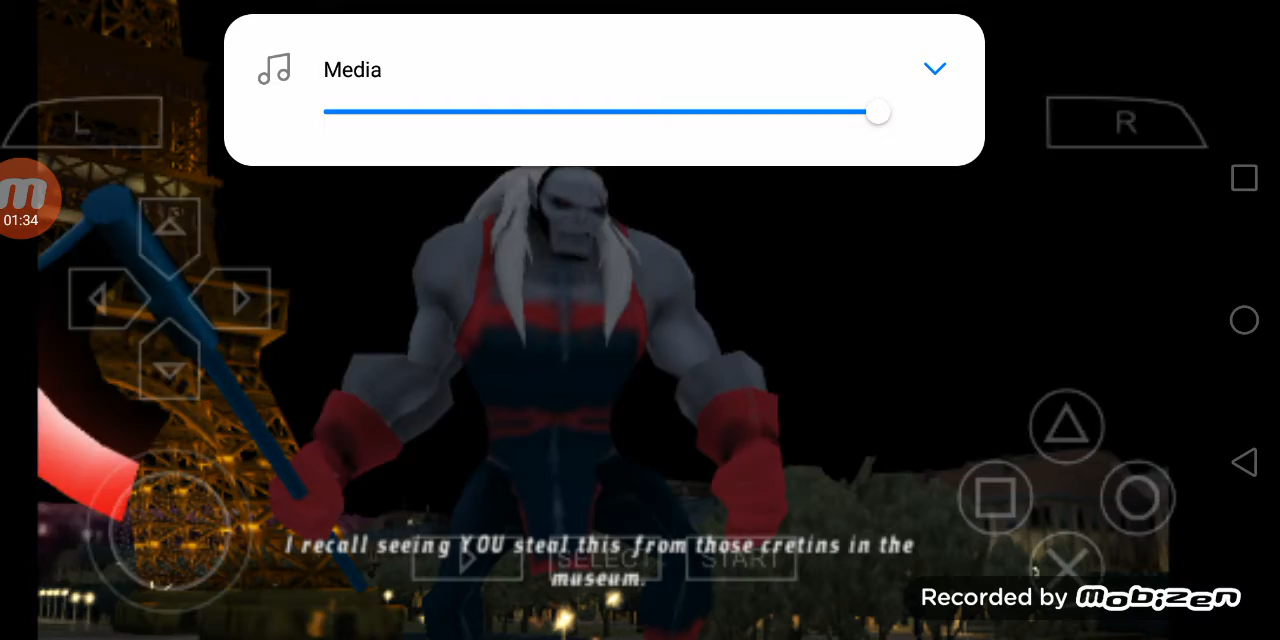 Media
L
R
01:34
I recall seeing YOU steal this from those cretins in the
museum.
SELECT
START
Recorded by mobizen